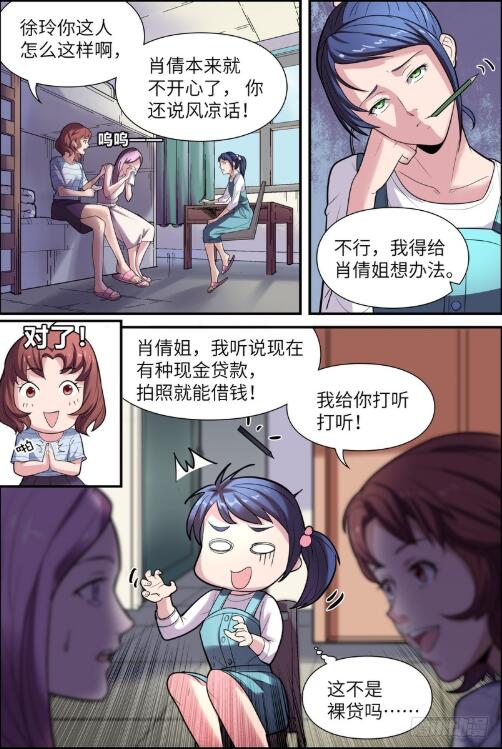 徐玲你这人
怎么这样啊，
肖倩本来就
不开心了，你
还说风凉话！
呜呜——
不行，我得给
肖倩姐想办法。
对了！
啪
肖倩姐，我听说现在
有种现金贷款，
拍照就能借钱！
我给你打听
打听！
这不是
裸贷吗……